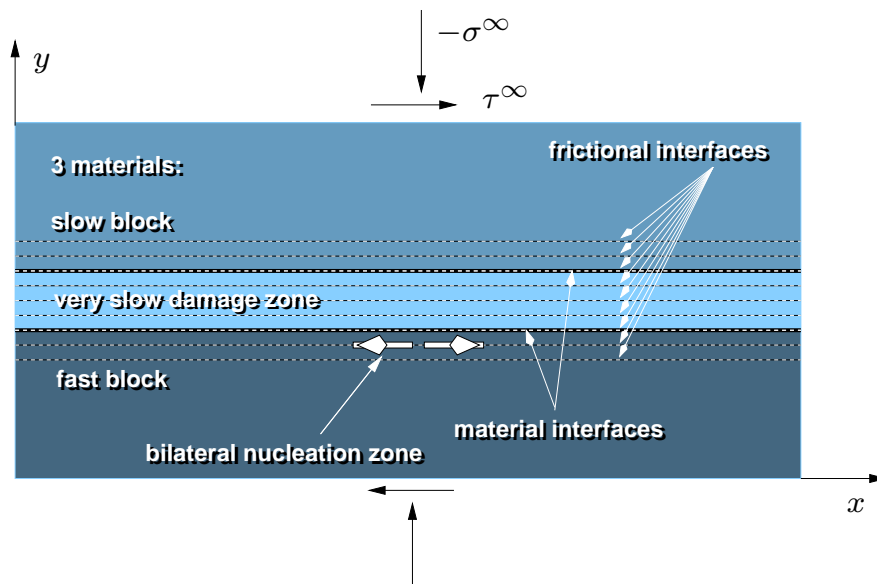 −σ∞
y
τ∞
frictional interfaces
3 materials:
slow block
very slow damage zone
fast block
material interfaces
bilateral nucleation zone
x